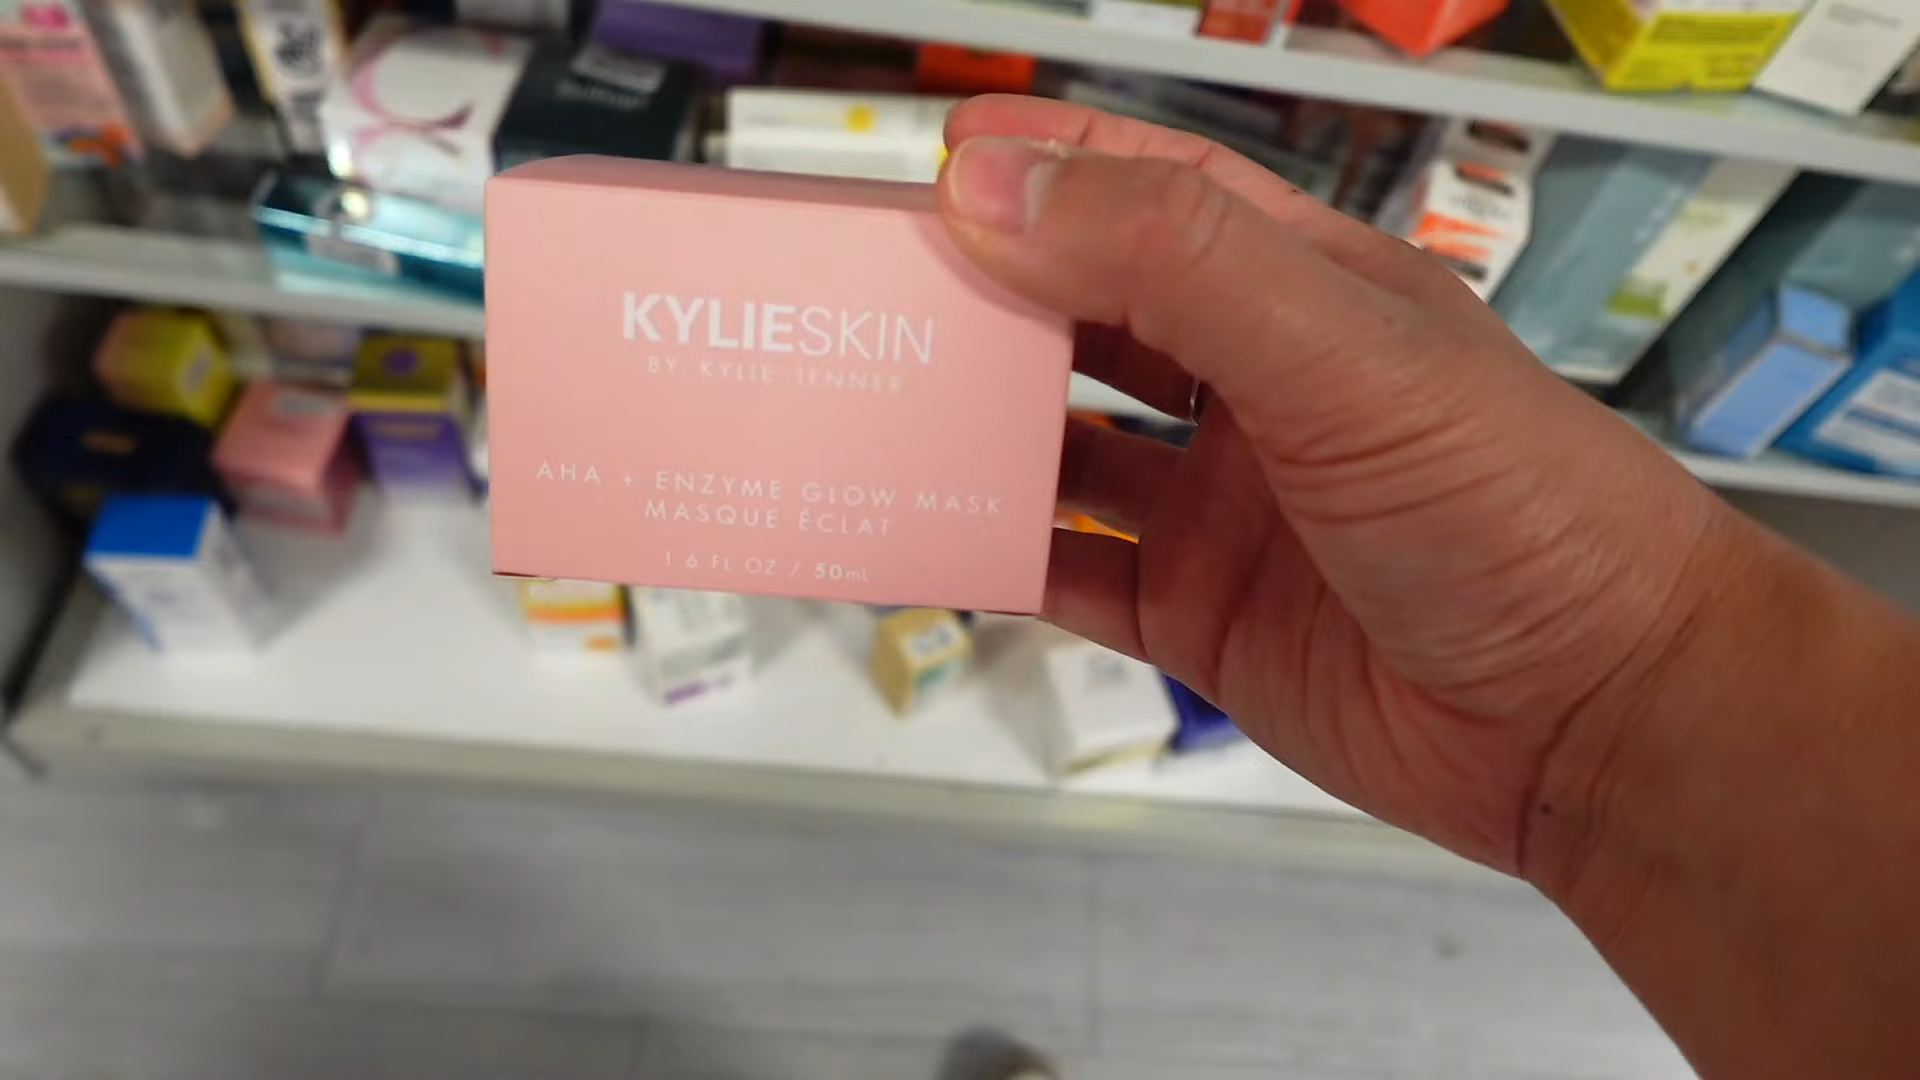 KYLIESKIN
BY KYLIE JENNER
AHA + ENZYME GLOW MASK
MASQUE ÉCLAT
1.6 FL OZ / 50mL